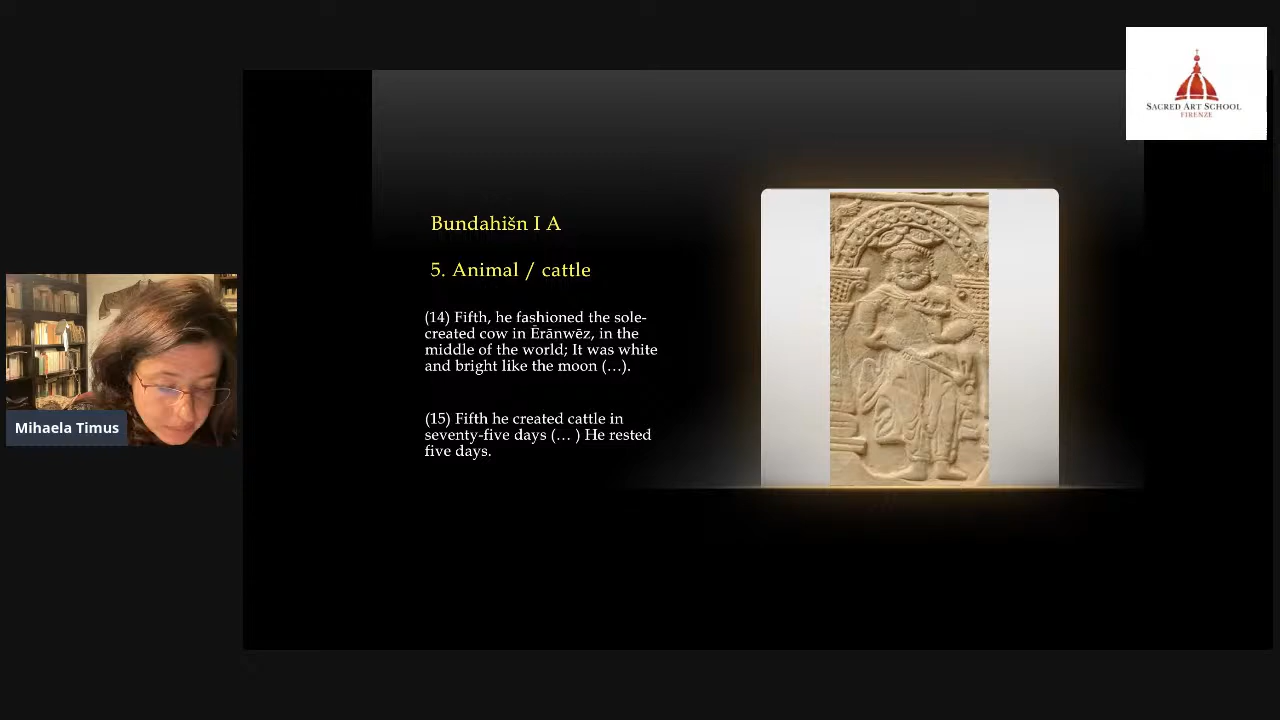 SACRED ART SCHOOL
FIRENZE
Bundahišn I A
5. Animal / cattle
(14) Fifth, he fashioned the sole-
created cow in Ērānwēz, in the
middle of the world; It was white
and bright like the moon (…).
(15) Fifth he created cattle in
seventy-five days (… ) He rested
five days.
Mihaela Timus